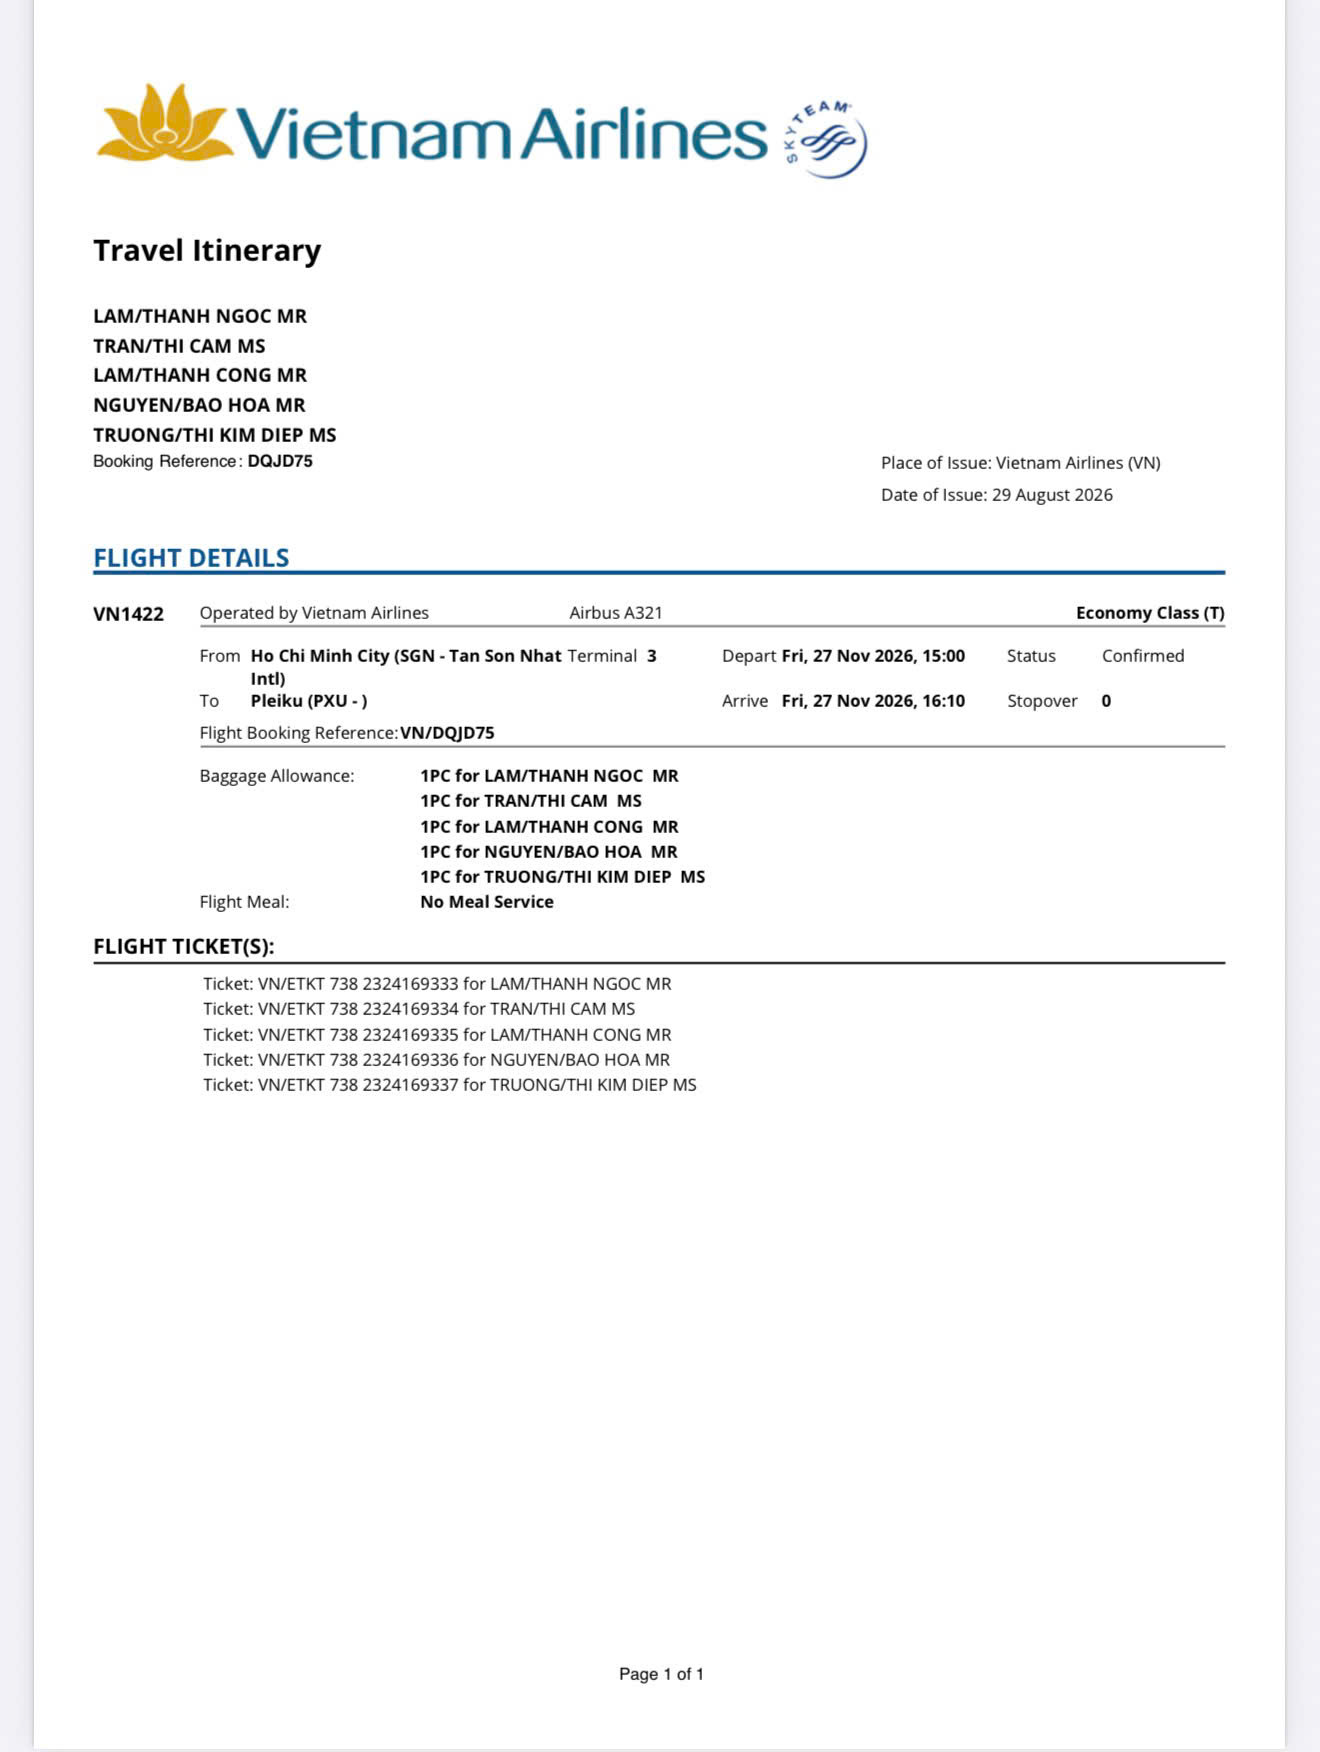 Vietnam Airlines
SKYTEAM
Travel Itinerary
LAM/THANH NGOC MR
TRAN/THI CAM MS
LAM/THANH CONG MR
NGUYEN/BAO HOA MR
TRUONG/THI KIM DIEP MS
Booking Reference: DQJD75
Place of Issue: Vietnam Airlines (VN)
Date of Issue: 29 August 2026
FLIGHT DETAILS
VN1422 Operated by Vietnam Airlines Airbus A321 Economy Class (T)
From Ho Chi Minh City (SGN - Tan Son Nhat Terminal 3 Depart Fri, 27 Nov 2026, 15:00 Status Confirmed
Intl)
To Pleiku (PXU - ) Arrive Fri, 27 Nov 2026, 16:10 Stopover 0
Flight Booking Reference: VN/DQJD75
Baggage Allowance: 1PC for LAM/THANH NGOC MR
1PC for TRAN/THI CAM MS
1PC for LAM/THANH CONG MR
1PC for NGUYEN/BAO HOA MR
1PC for TRUONG/THI KIM DIEP MS
Flight Meal: No Meal Service
FLIGHT TICKET(S):
Ticket: VN/ETKT 738 2324169333 for LAM/THANH NGOC MR
Ticket: VN/ETKT 738 2324169334 for TRAN/THI CAM MS
Ticket: VN/ETKT 738 2324169335 for LAM/THANH CONG MR
Ticket: VN/ETKT 738 2324169336 for NGUYEN/BAO HOA MR
Ticket: VN/ETKT 738 2324169337 for TRUONG/THI KIM DIEP MS
Page 1 of 1